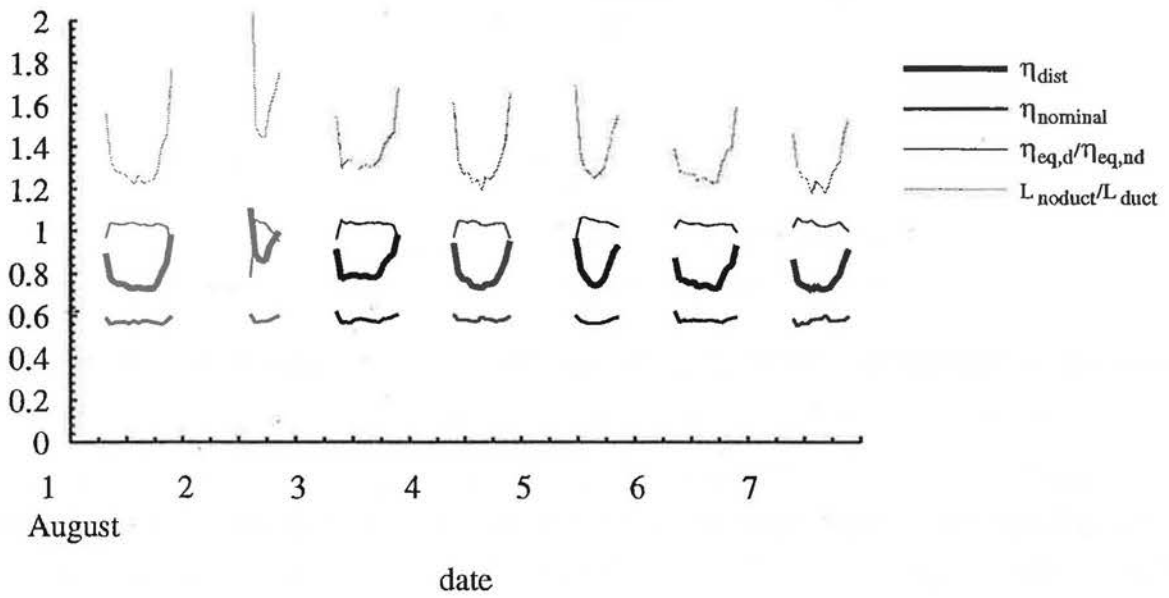 2
1.8
1.6
1.4
1.2
1
0.8
0.6
0.4
0.2
0
1 2 3 4 5 6 7
August
date
ηdist
ηnominal
ηeq,d/ηeq,nd
Lnoduct/Lduct